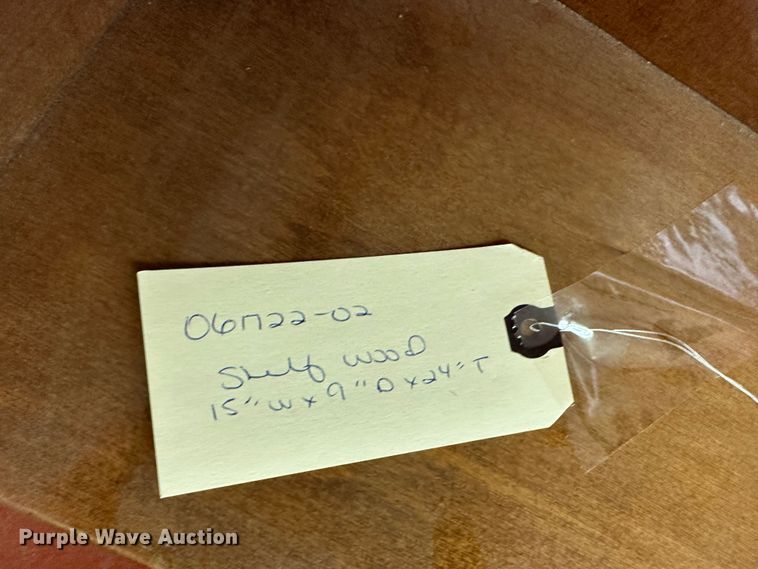 06M22-02
Shelf WOOD
15" W x 9" D x 24" T
Purple Wave Auction